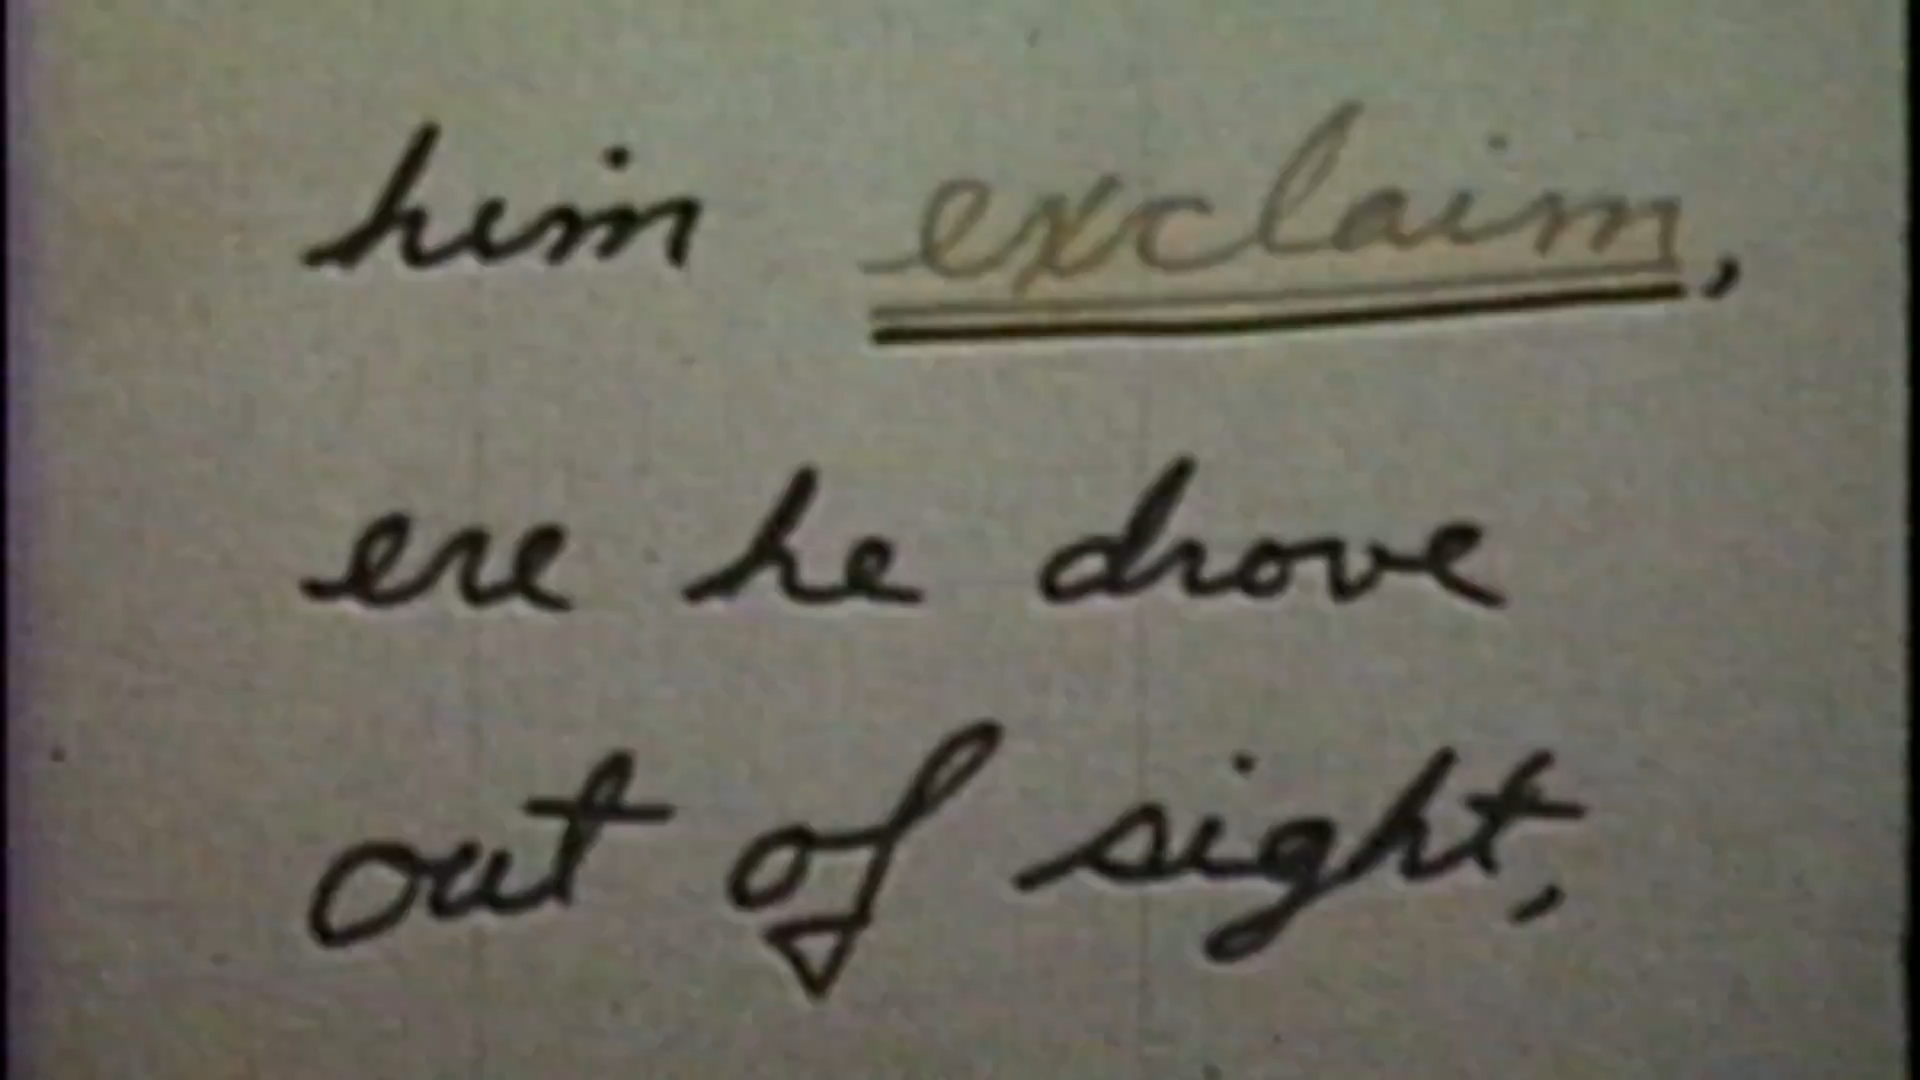 him exclaim,
ere he drove
out of sight,